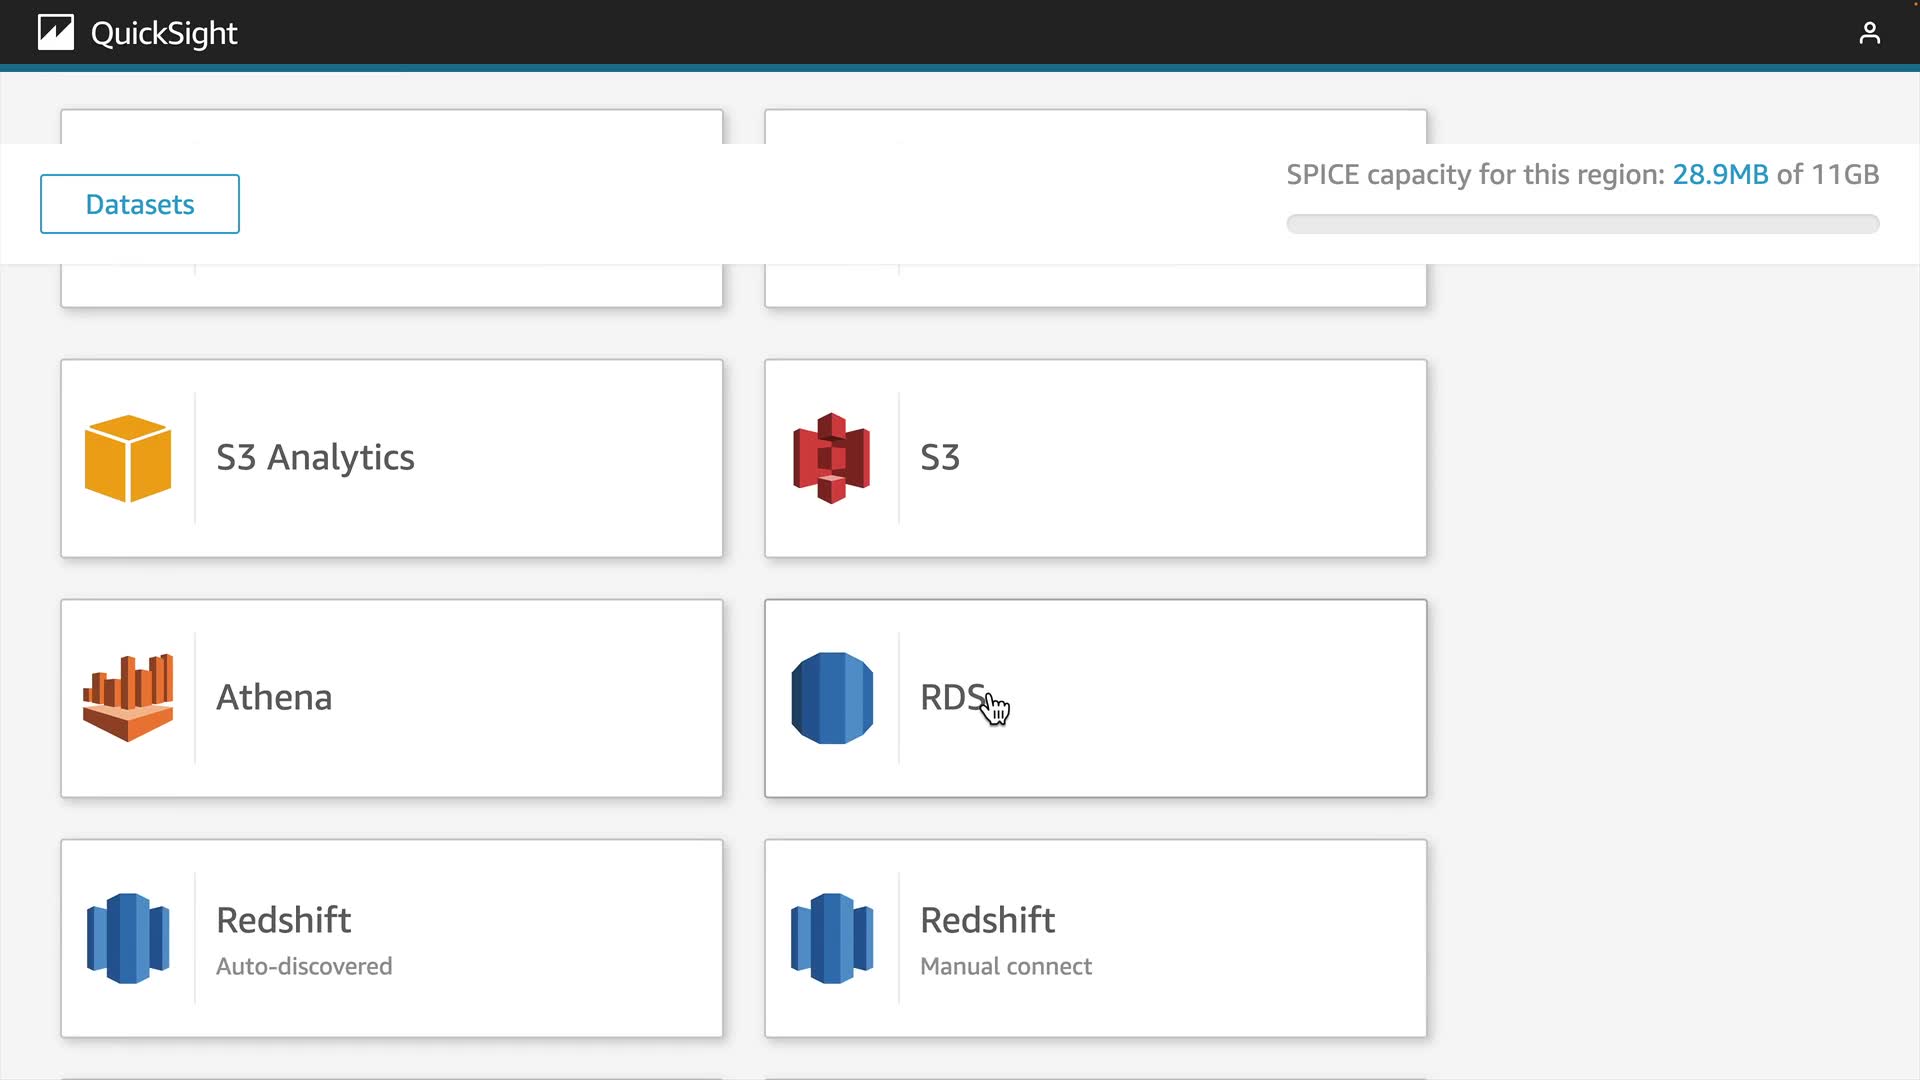 QuickSight
Datasets
SPICE capacity for this region: 28.9MB of 11GB
S3 Analytics
S3
Athena
RDS
Redshift
Auto-discovered
Redshift
Manual connect